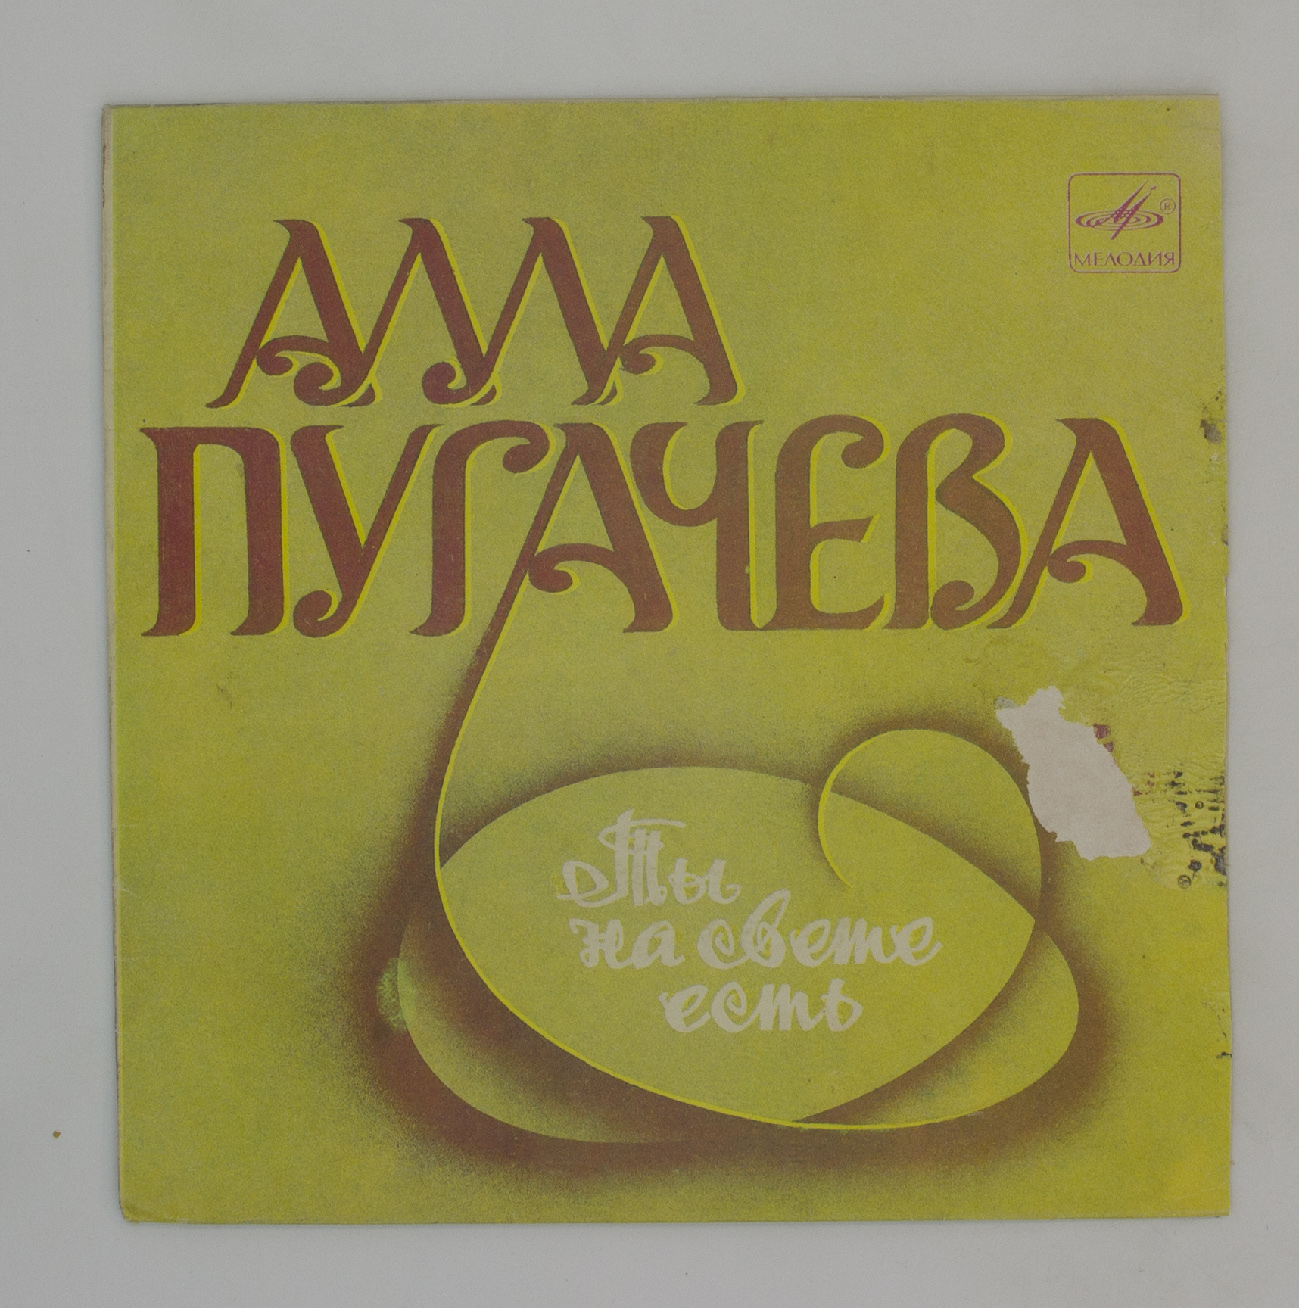 АЛЛА
ПУГАЧЕВА
®
МЕЛОДИЯ
Ты
на свете
есть